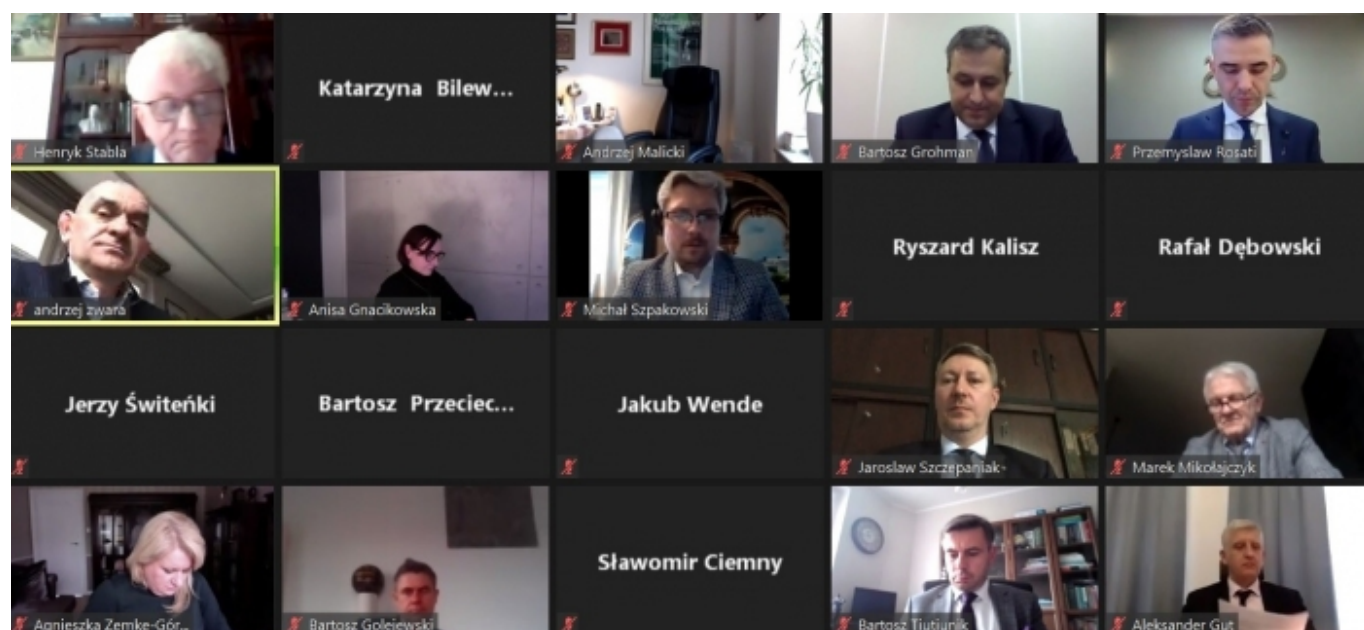 Henryk Stabla
Katarzyna Bilew...
Andrzej Malicki
Bartosz Grohman
Przemyslaw Rosati
andrzej zwara
Anisa Gnacikowska
Michał Szpakowski
Ryszard Kalisz
Rafał Dębowski
Jerzy Świteńki
Bartosz Przeciec...
Jakub Wende
Jaroslaw Szczepaniak
Marek Mikołajczyk
Agnieszka Zemke-Gór...
Bartosz Golejewski
Sławomir Ciemny
Bartosz Tiutiunik
Aleksander Gut